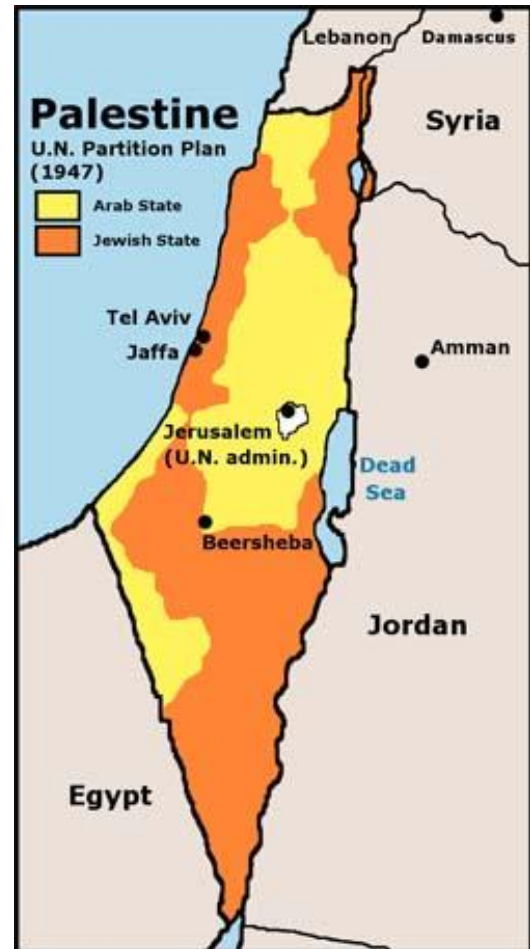 Lebanon
Damascus
Palestine
U.N. Partition Plan
(1947)
Syria
Arab State
Jewish State
Tel Aviv
Jaffa
Amman
Jerusalem
(U.N. admin.)
Dead
Sea
Beersheba
Jordan
Egypt